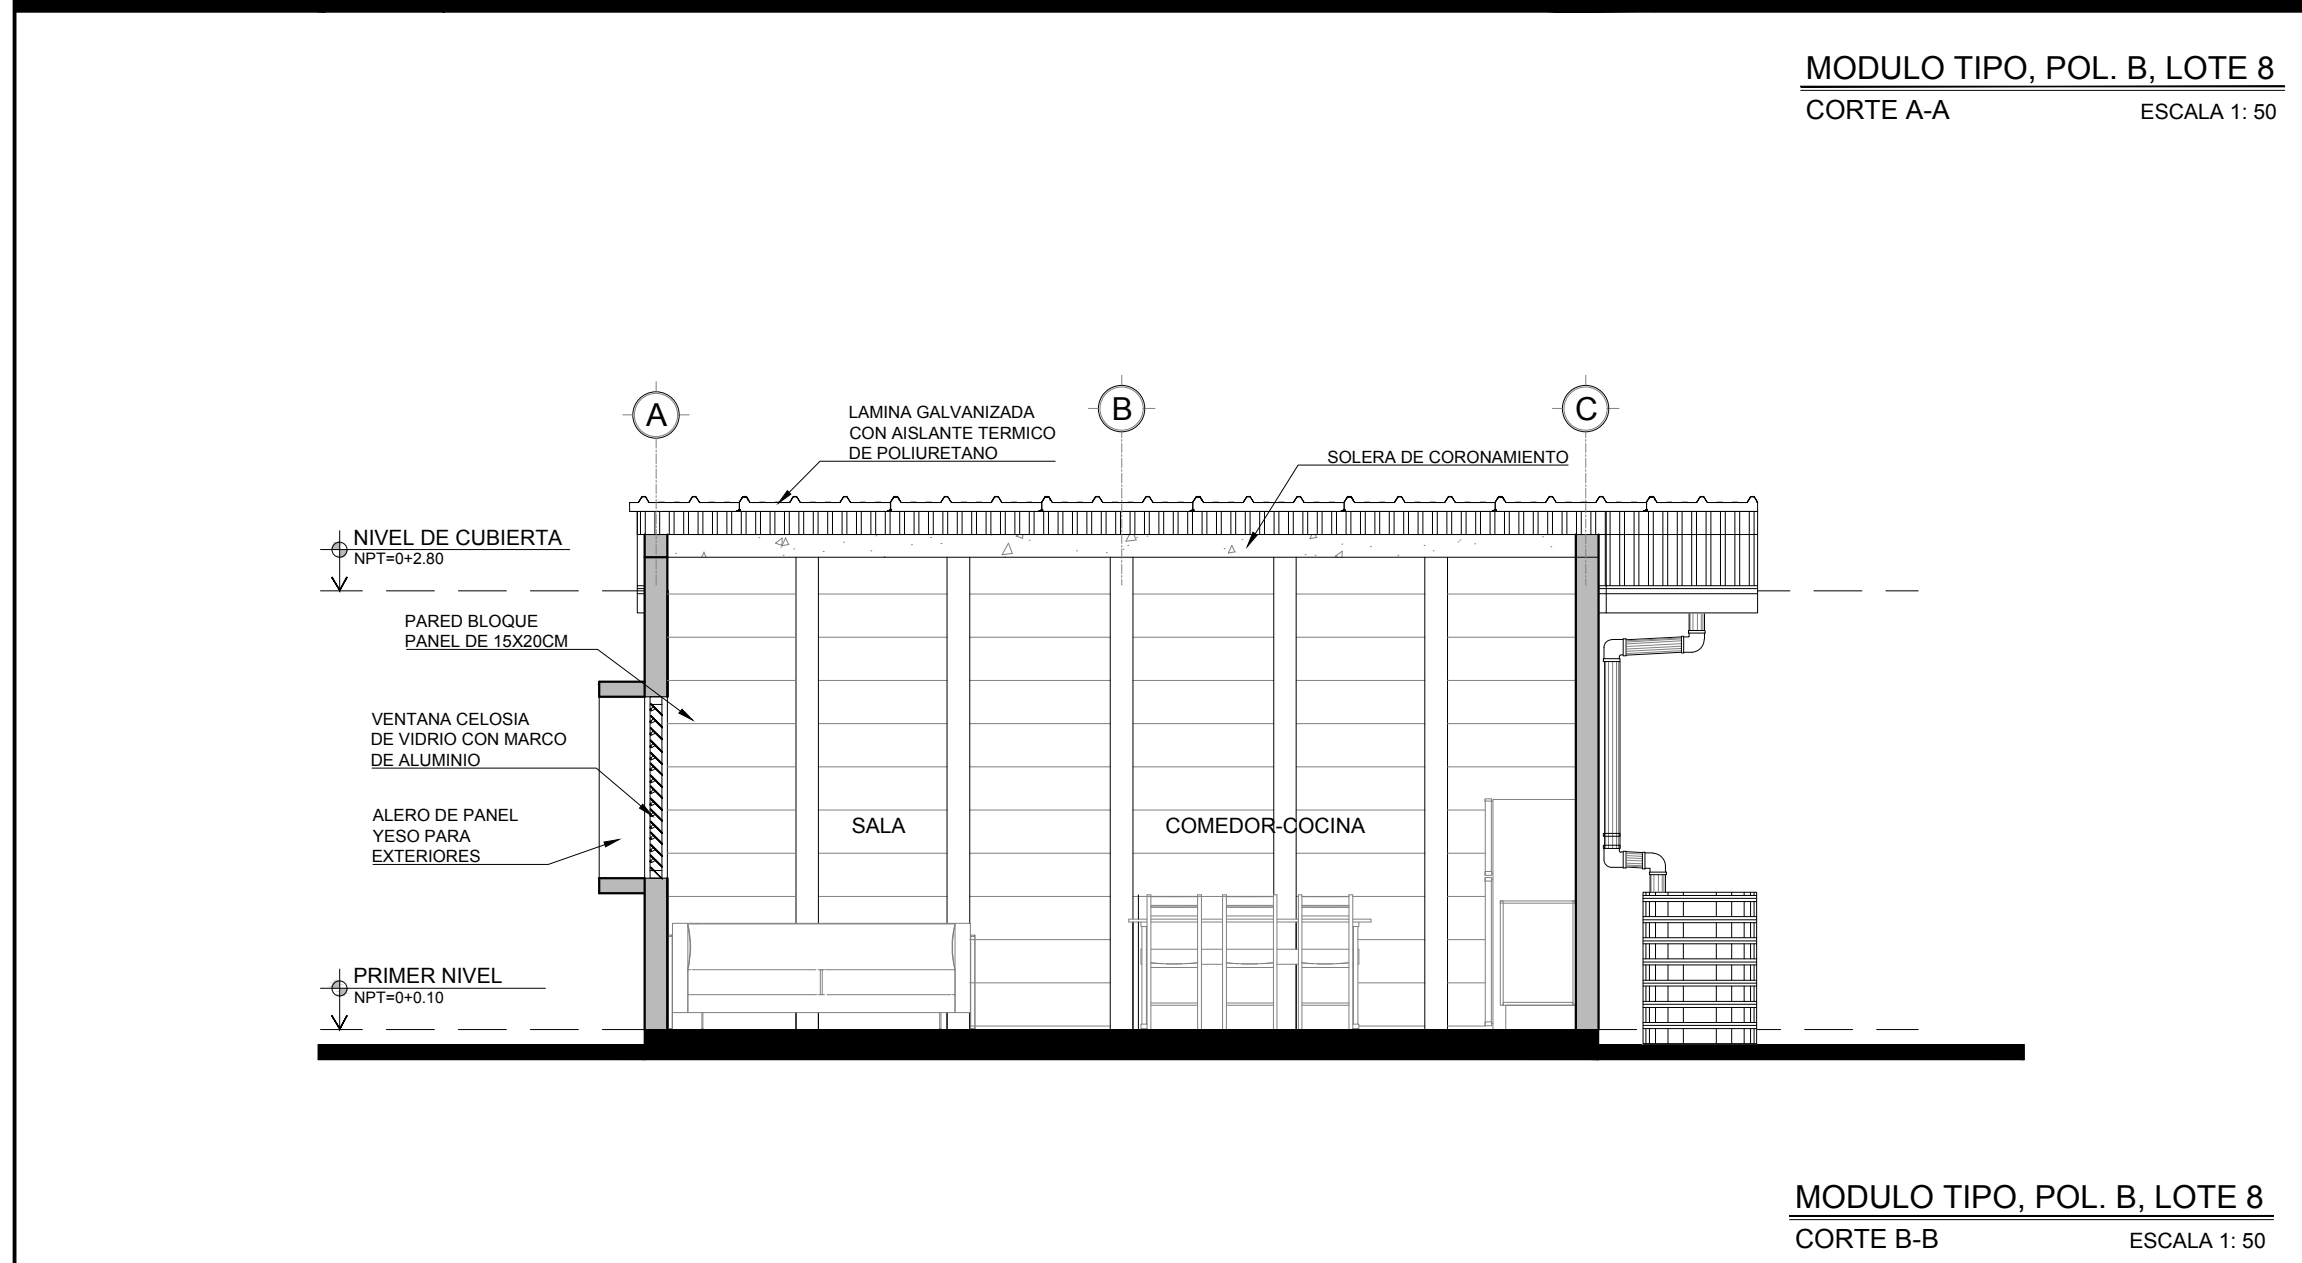 MODULO TIPO, POL. B, LOTE 8
CORTE A-A ESCALA 1: 50
A
B
C
LAMINA GALVANIZADA
CON AISLANTE TERMICO
DE POLIURETANO
SOLERA DE CORONAMIENTO
NIVEL DE CUBIERTA
NPT=0+2.80
PARED BLOQUE
PANEL DE 15X20CM
VENTANA CELOSIA
DE VIDRIO CON MARCO
DE ALUMINIO
ALERO DE PANEL
YESO PARA
EXTERIORES
SALA
COMEDOR-COCINA
PRIMER NIVEL
NPT=0+0.10
MODULO TIPO, POL. B, LOTE 8
CORTE B-B ESCALA 1: 50